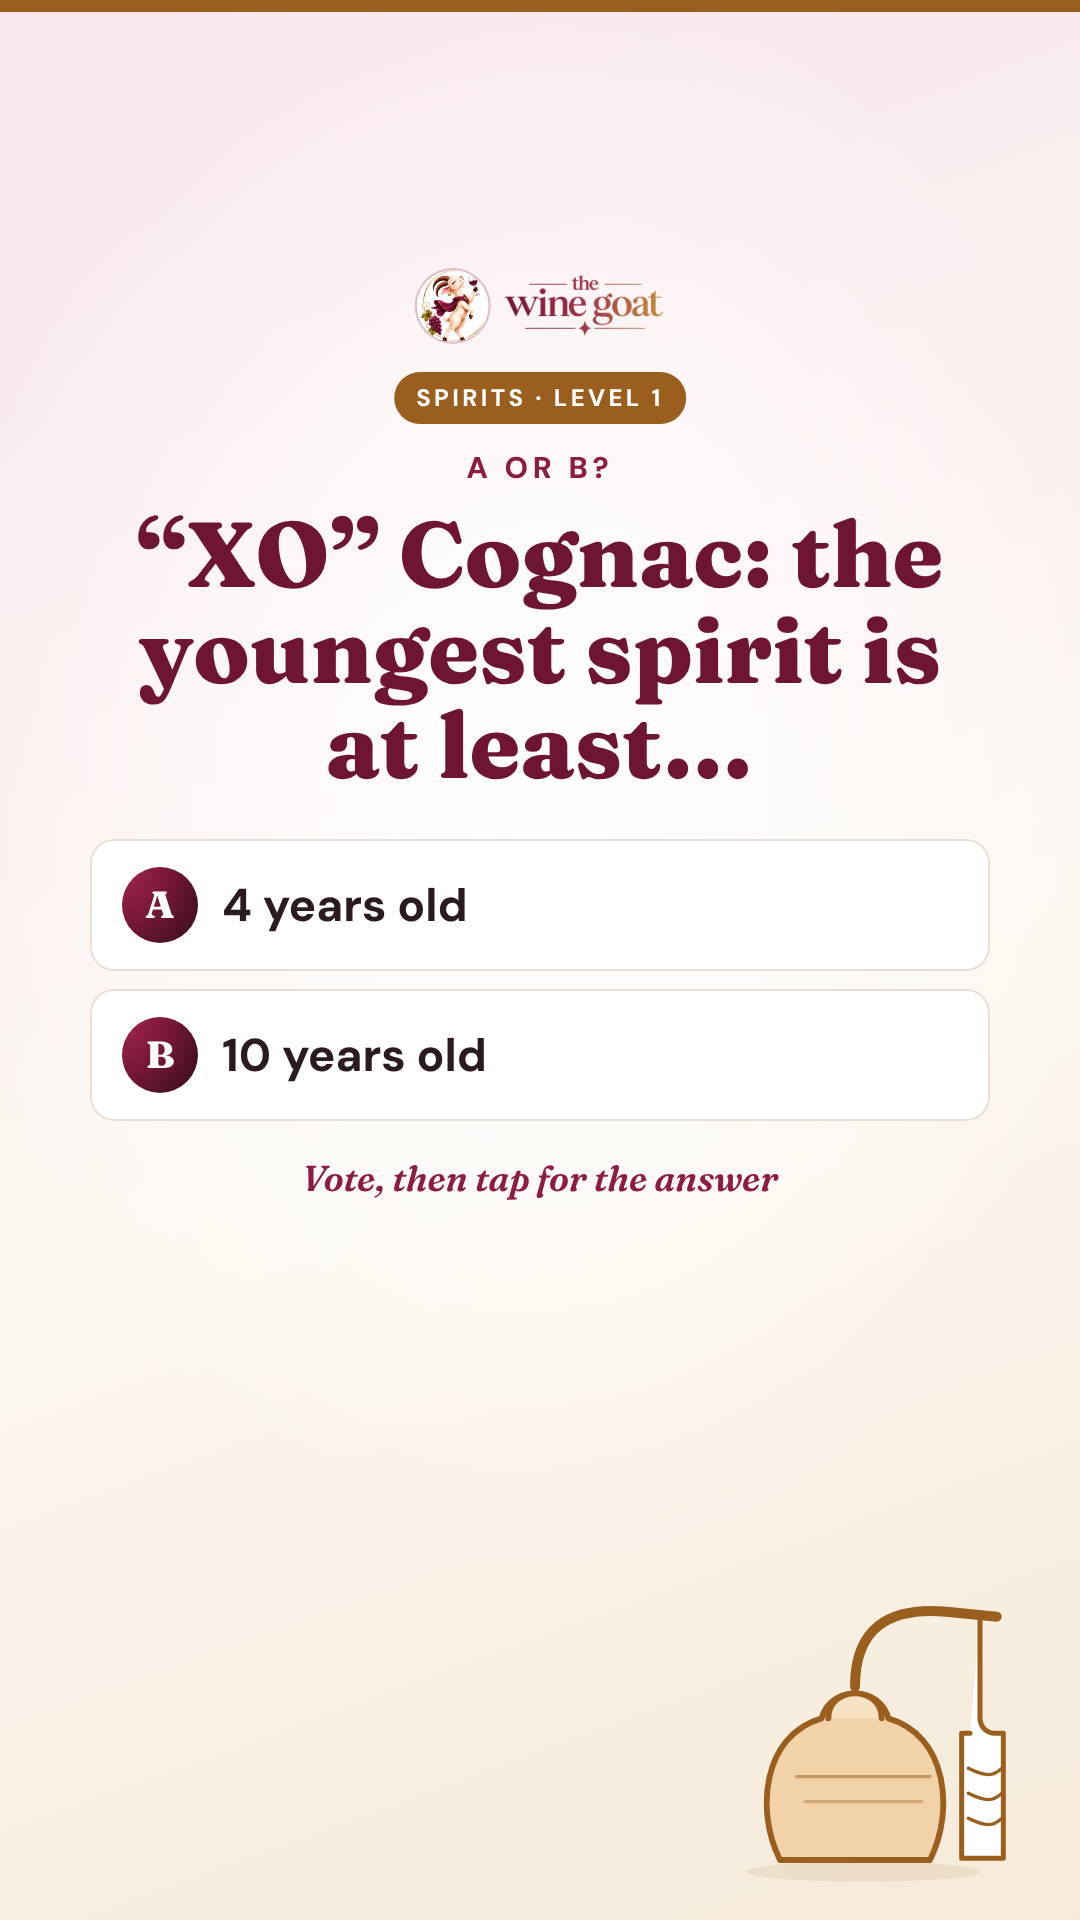 the
wine goat
SPIRITS · LEVEL 1
A OR B?
“XO” Cognac: the
youngest spirit is
at least...
A 4 years old
B 10 years old
Vote, then tap for the answer